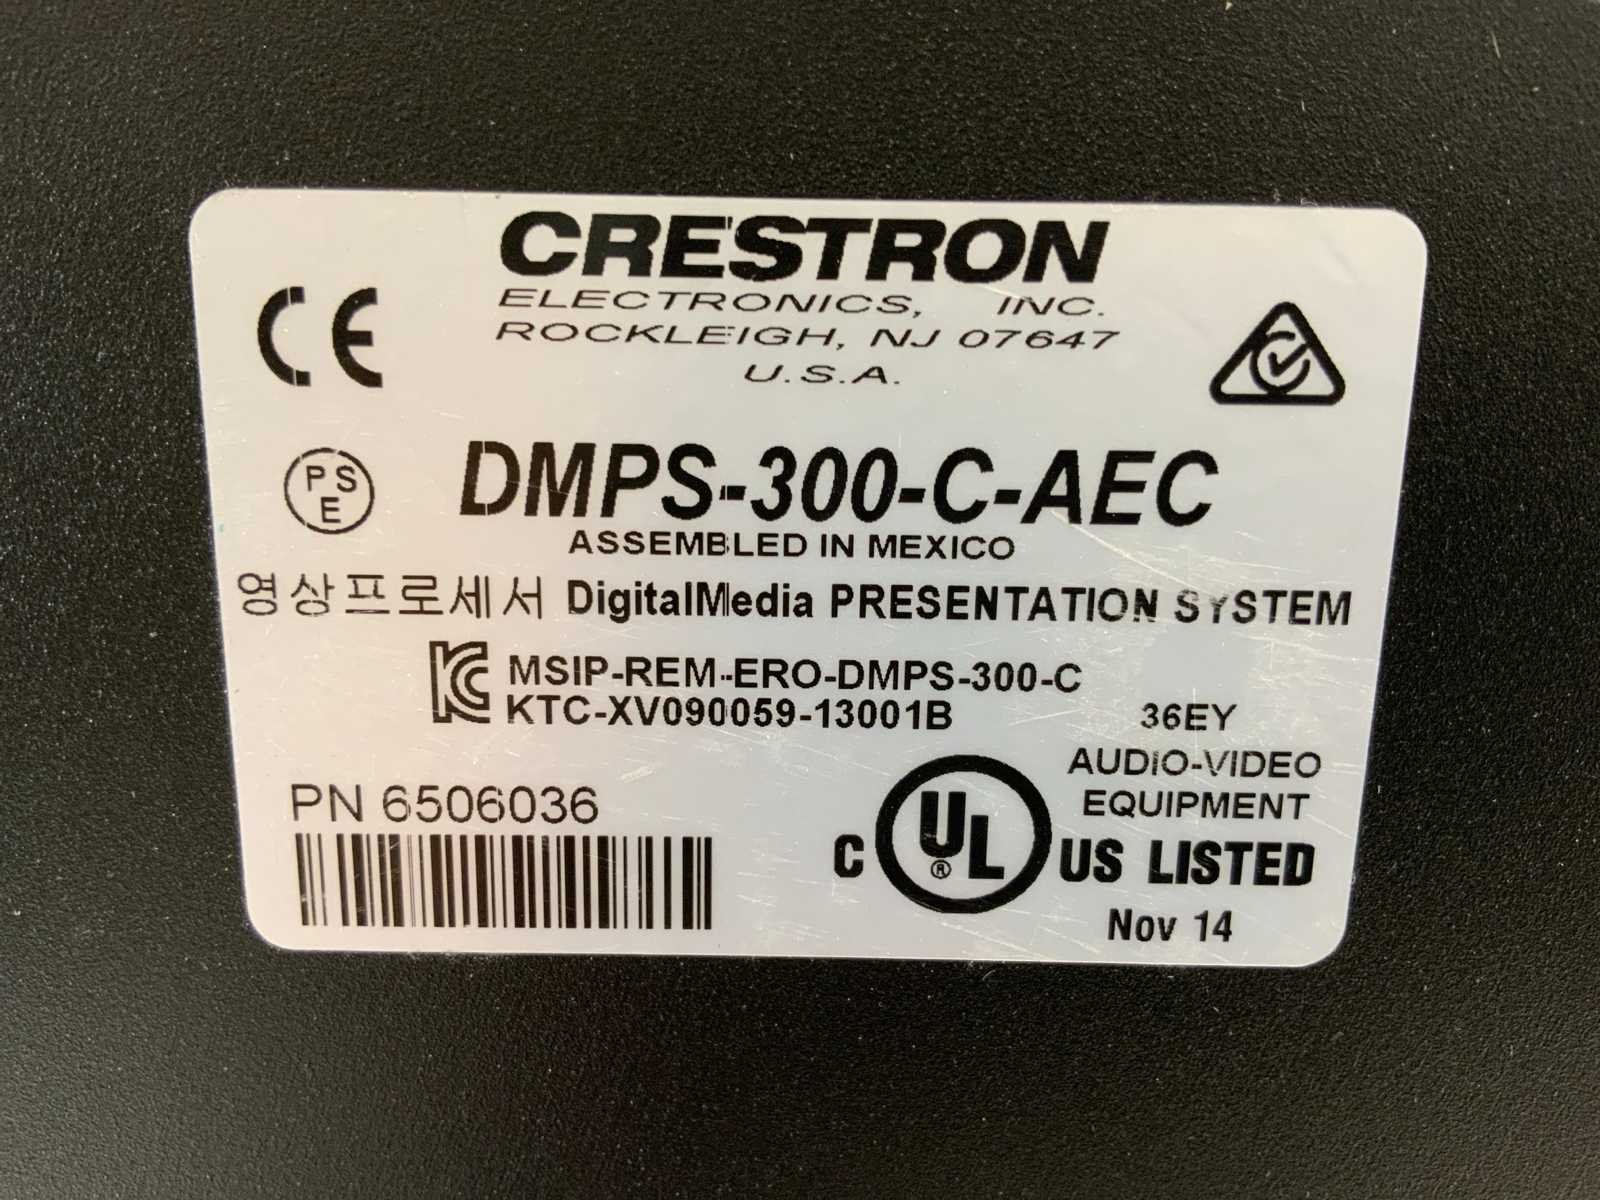 CRESTRON
ELECTRONICS, INC.
ROCKLEIGH, NJ 07647
U.S.A.
CE
PSE
DMPS-300-C-AEC
ASSEMBLED IN MEXICO
영상프로세서 DigitalMedia PRESENTATION SYSTEM
KC MSIP-REM-ERO-DMPS-300-C
KTC-XV090059-13001B
36EY
AUDIO-VIDEO
EQUIPMENT
PN 6506036
C UL ® US LISTED
Nov 14